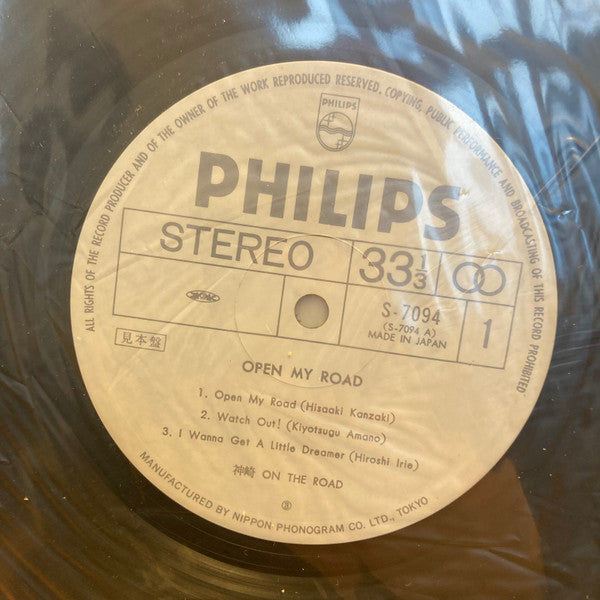 ALL RIGHTS OF THE RECORD PRODUCER AND OF THE OWNER OF THE WORK REPRODUCED RESERVED. COPYING, PUBLIC PERFORMANCE AND BROADCASTING OF THIS RECORD PROHIBITED
PHILIPS
PHILIPS
STEREO
33 1/3
S-7094
(S-7094 A)
MADE IN JAPAN
1
見本盤
OPEN MY ROAD
1. Open My Road (Hisaaki Kanzaki)
2. Watch Out! (Kiyotsugu Amano)
3. I Wanna Get A Little Dreamer (Hiroshi Irie)
神崎 ON THE ROAD
MANUFACTURED BY NIPPON PHONOGRAM CO. LTD., TOKYO